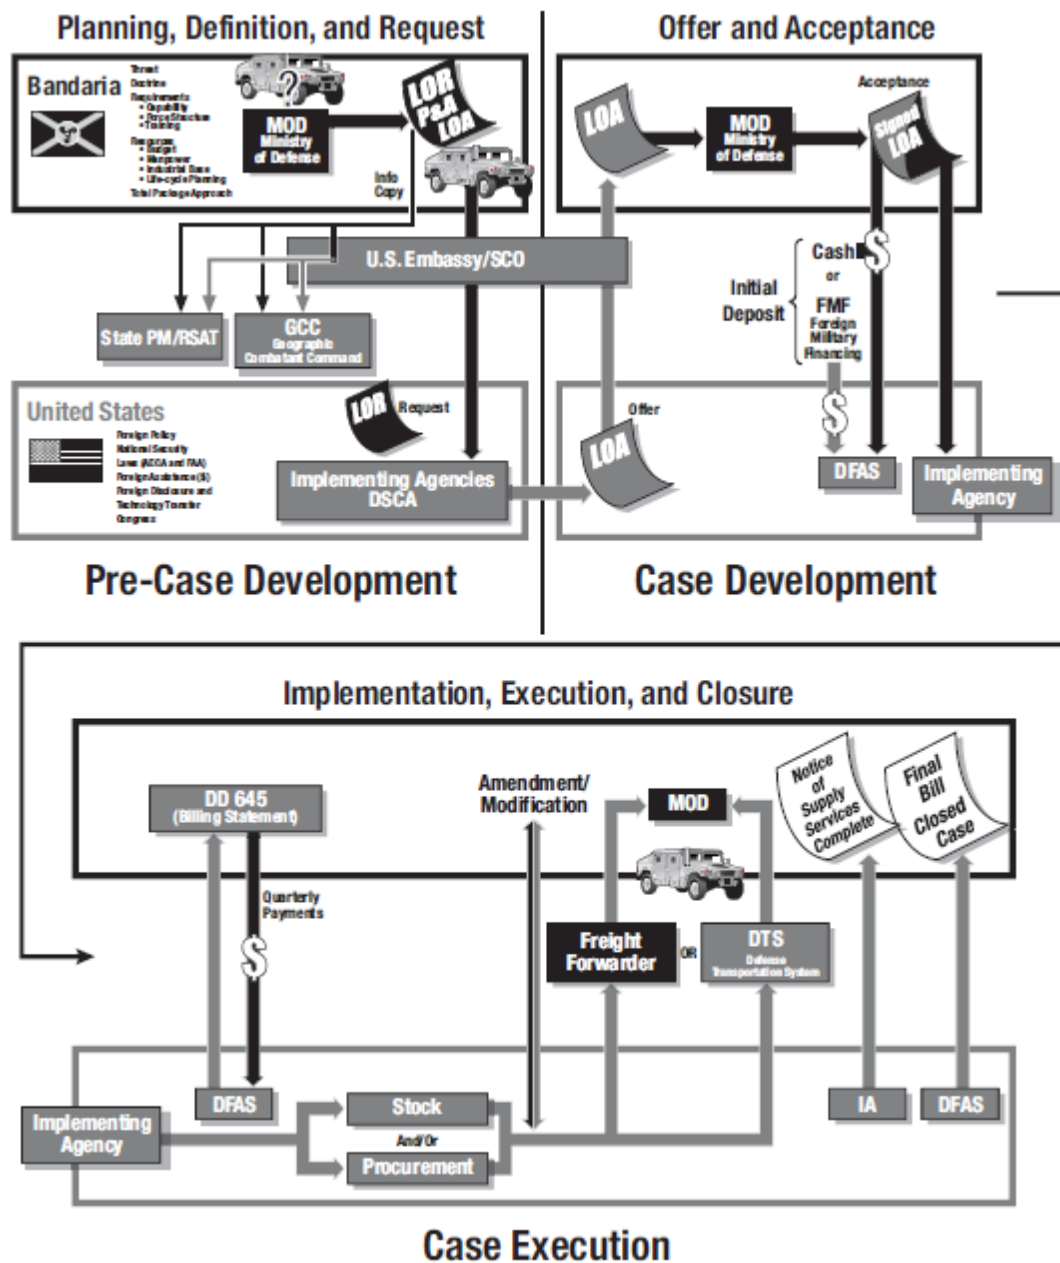 Planning, Definition, and Request
Offer and Acceptance
Bandaria
Threat
Doctrine
Requirements
• Capability
• Force Structure
• Training
Resources
• Budget
• Manpower
• Industrial Base
• Life-cycle Planning
Total Package Approach
?
MOD
Ministry
of Defense
LOR
P&A
LOA
Info
Copy
LOA
MOD
Ministry
of Defense
Acceptance
Signed
LOA
U.S. Embassy/SCO
State PM/RSAT
GCC
Geographic
Combatant Command
Initial
Deposit
Cash
or
FMF
Foreign
Military
Financing
$
$
United States
Foreign Policy
National Security
Laws (AECA and FAA)
Foreign Assistance ($)
Foreign Disclosure and
Technology Transfer
Congress
LOR
Request
Implementing Agencies
DSCA
Offer
LOA
DFAS
Implementing
Agency
Pre-Case Development
Case Development
Implementation, Execution, and Closure
DD 645
(Billing Statement)
Quarterly
Payments
$
Amendment/
Modification
MOD
Notice
of
Supply
Services
Complete
Final
Bill
Closed
Case
Freight
Forwarder
OR
DTS
Defense
Transportation System
Implementing
Agency
DFAS
Stock
And/Or
Procurement
IA
DFAS
Case Execution